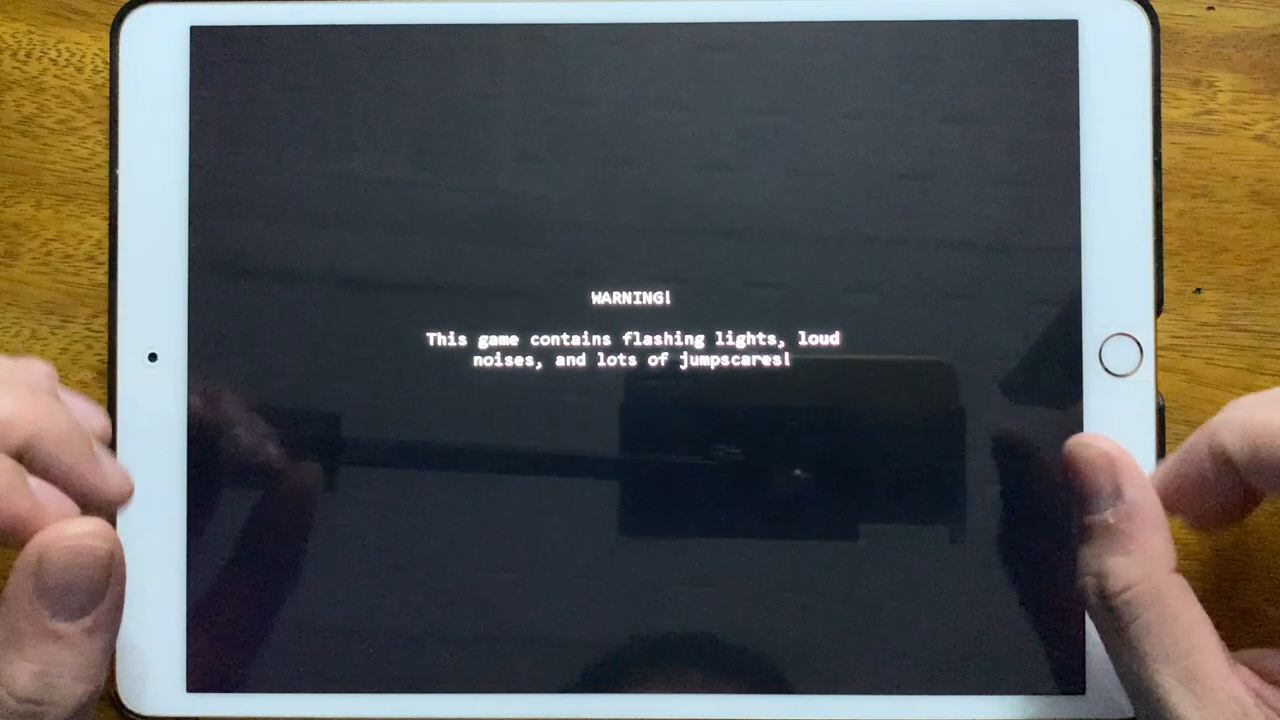 WARNING!
This game contains flashing lights, loud
noises, and lots of jumpscares!